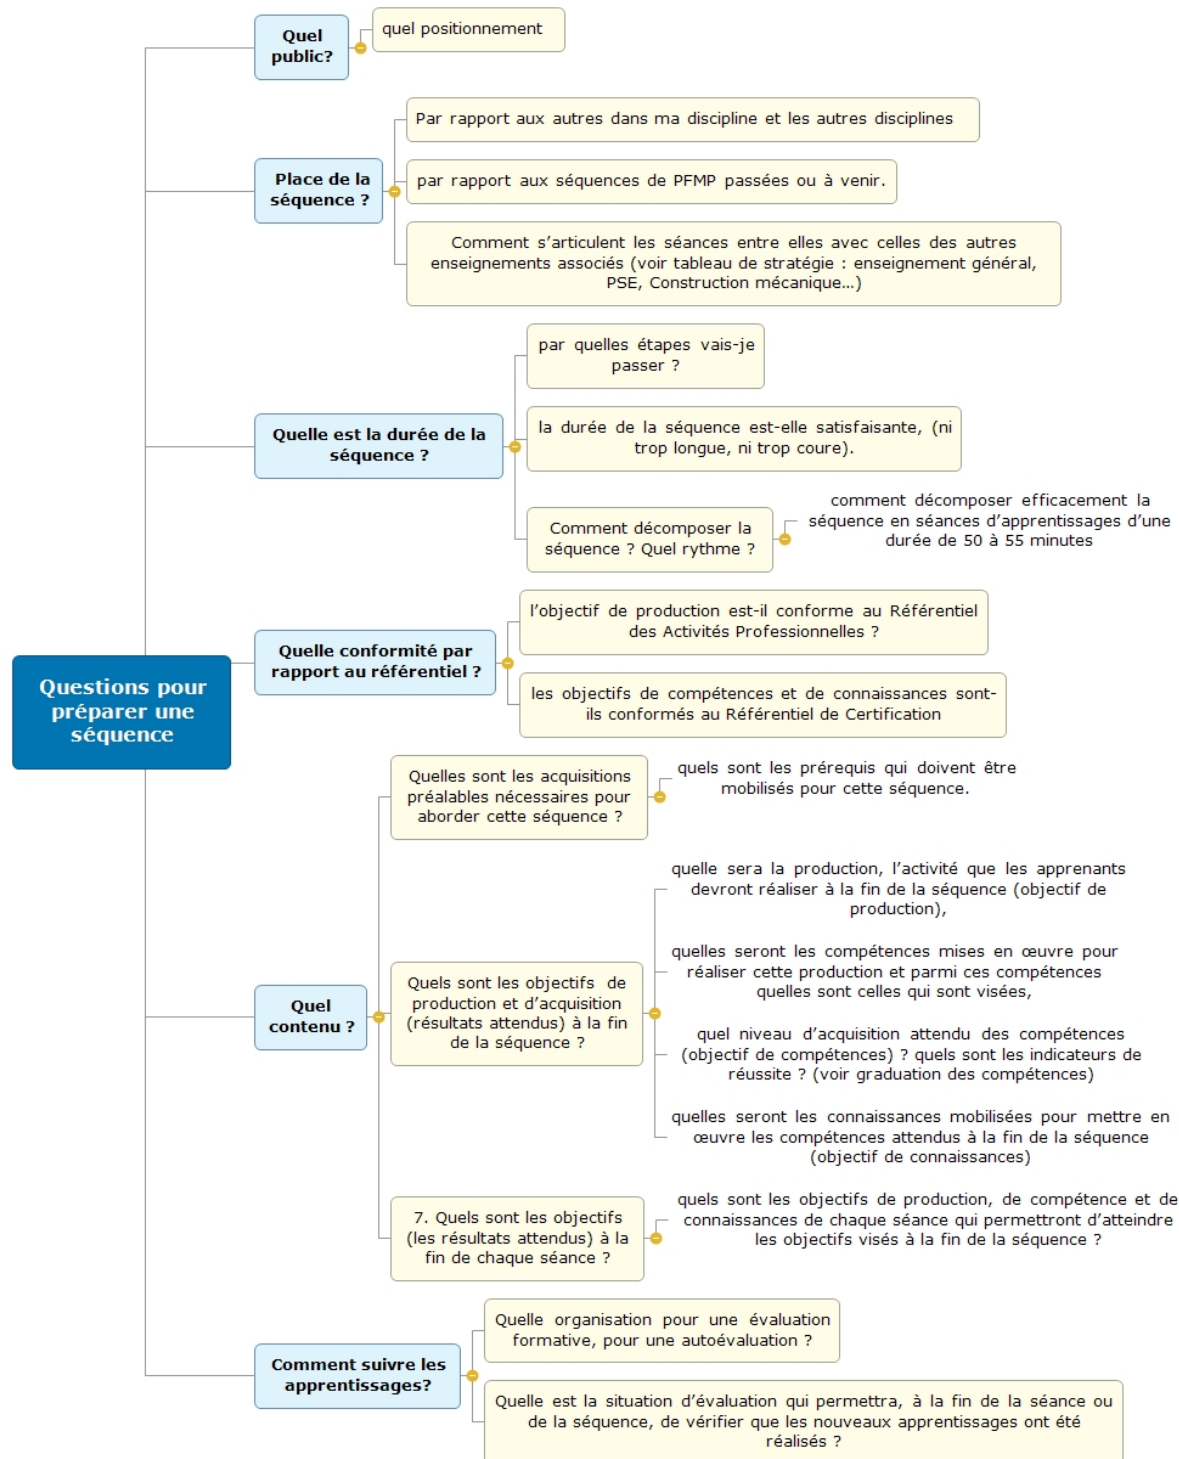 Quel
public?
quel positionnement
Place de la
séquence ?
Par rapport aux autres dans ma discipline et les autres disciplines
par rapport aux séquences de PFMP passées ou à venir.
Comment s’articulent les séances entre elles avec celles des autres
enseignements associés (voir tableau de stratégie : enseignement général,
PSE, Construction mécanique…)
Quelle est la durée de la
séquence ?
par quelles étapes vais-je
passer ?
la durée de la séquence est-elle satisfaisante, (ni
trop longue, ni trop coure).
Comment décomposer la
séquence ? Quel rythme ?
comment décomposer efficacement la
séquence en séances d’apprentissages d’une
durée de 50 à 55 minutes
Questions pour
préparer une
séquence
Quelle conformité par
rapport au référentiel ?
l’objectif de production est-il conforme au Référentiel
des Activités Professionnelles ?
les objectifs de compétences et de connaissances sont-
ils conformés au Référentiel de Certification
Quel
contenu ?
Quelles sont les acquisitions
préalables nécessaires pour
aborder cette séquence ?
quels sont les prérequis qui doivent être
mobilisés pour cette séquence.
Quels sont les objectifs de
production et d’acquisition
(résultats attendus) à la fin
de la séquence ?
quelle sera la production, l’activité que les apprenants
devront réaliser à la fin de la séquence (objectif de
production),
quelles seront les compétences mises en œuvre pour
réaliser cette production et parmi ces compétences
quelles sont celles qui sont visées,
quel niveau d’acquisition attendu des compétences
(objectif de compétences) ? quels sont les indicateurs de
réussite ? (voir graduation des compétences)
quelles seront les connaissances mobilisées pour mettre en
œuvre les compétences attendus à la fin de la séquence
(objectif de connaissances)
7. Quels sont les objectifs
(les résultats attendus) à la
fin de chaque séance ?
quels sont les objectifs de production, de compétence et de
connaissances de chaque séance qui permettront d’atteindre
les objectifs visés à la fin de la séquence ?
Comment suivre les
apprentissages?
Quelle organisation pour une évaluation
formative, pour une autoévaluation ?
Quelle est la situation d’évaluation qui permettra, à la fin de la séance ou
de la séquence, de vérifier que les nouveaux apprentissages ont été
réalisés ?